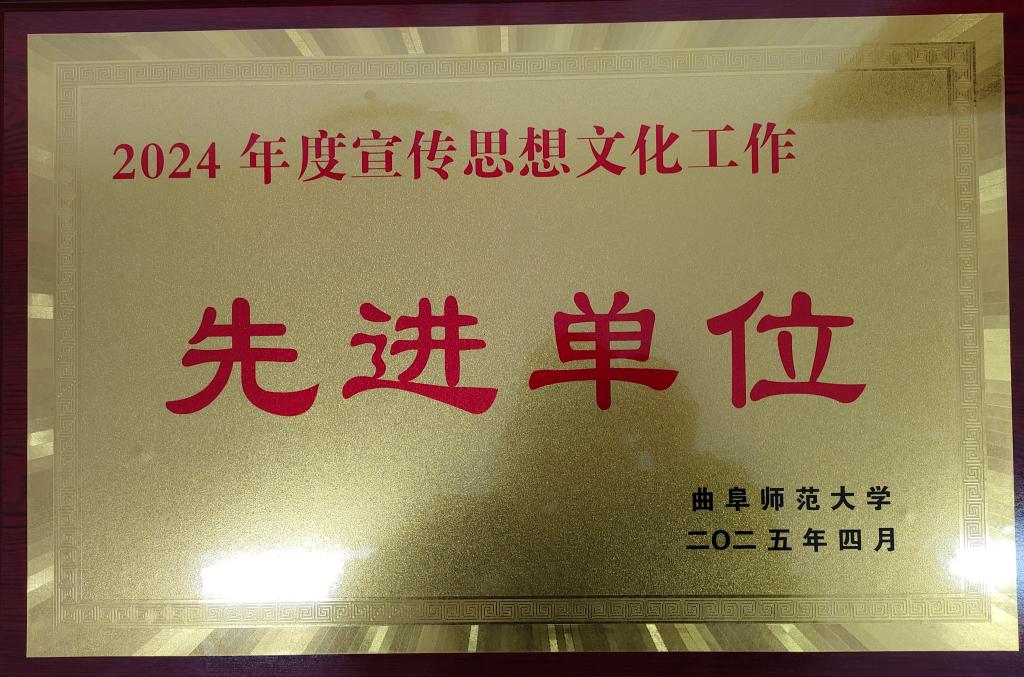 2024 年度宣传思想文化工作
先进单位
曲阜师范大学
二〇二五年四月